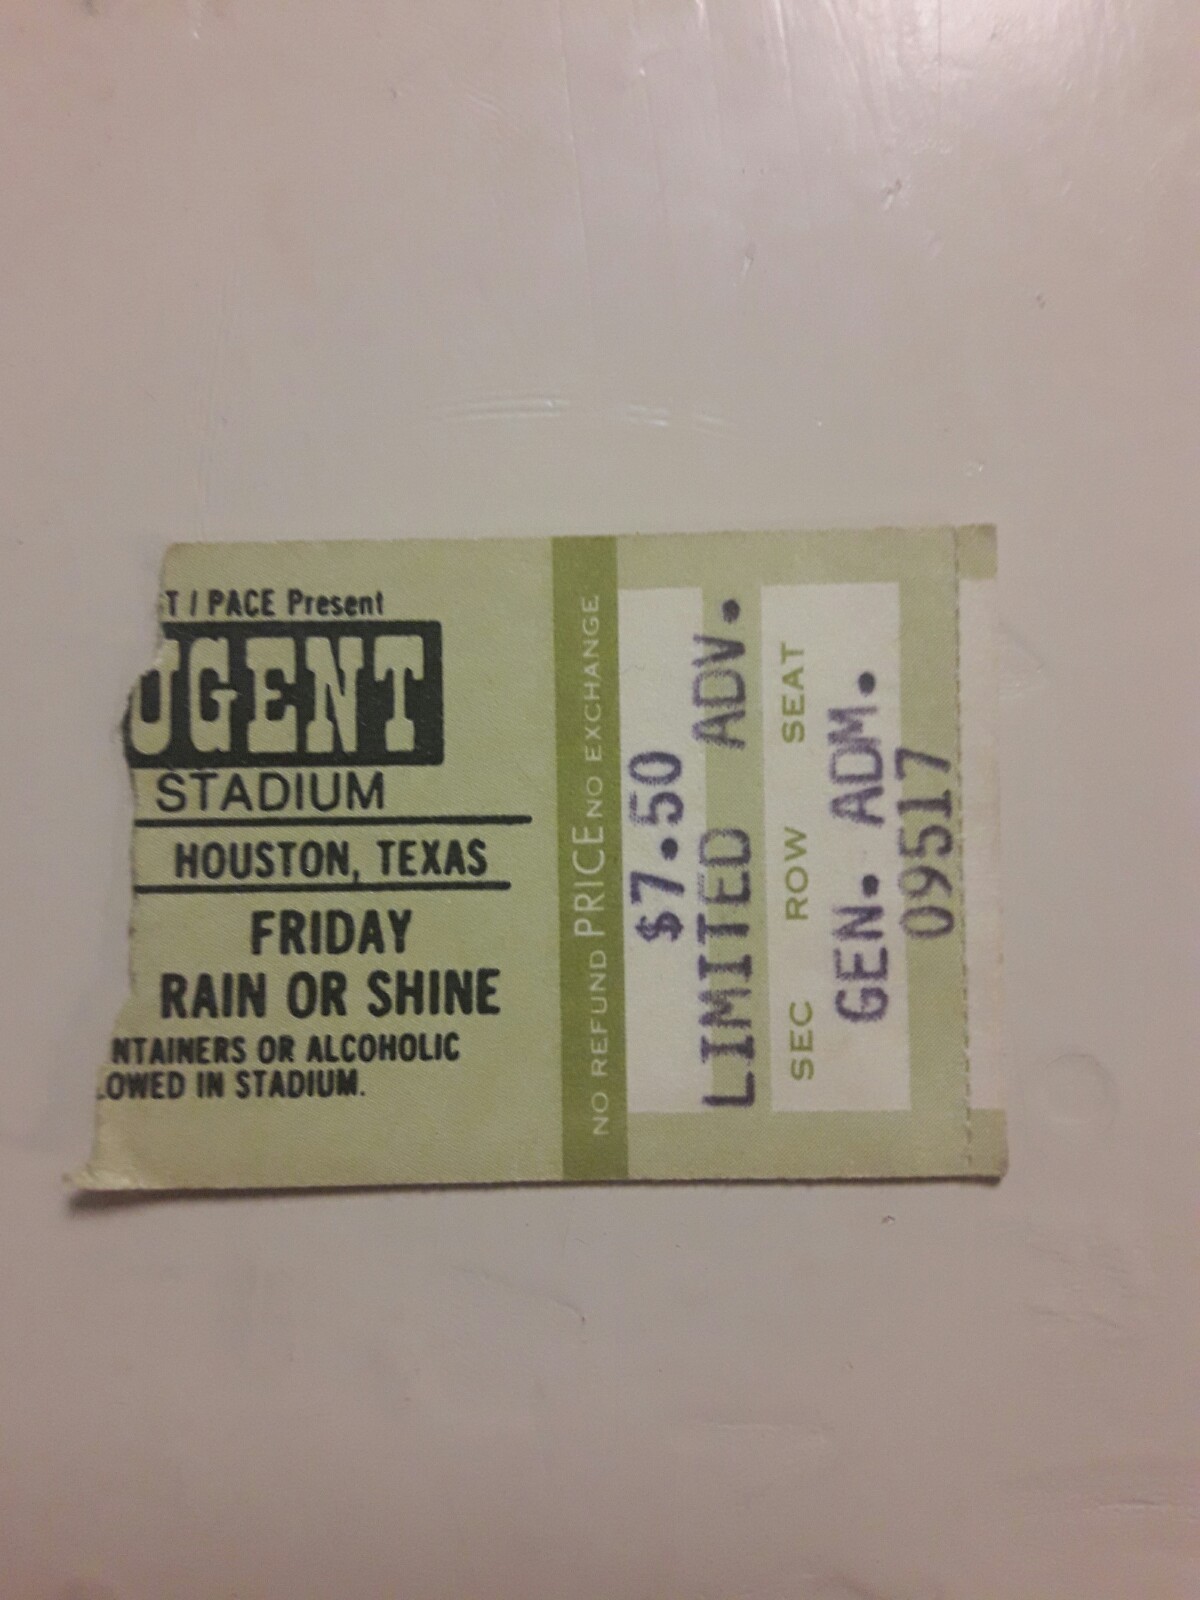 T / PACE Present
UGENT
STADIUM
HOUSTON, TEXAS
FRIDAY
RAIN OR SHINE
NTAINERS OR ALCOHOLIC
LOWED IN STADIUM.
NO REFUND PRICE NO EXCHANGE
$7.50
LIMITED ADV.
SEC ROW SEAT
GEN. ADM.
09517